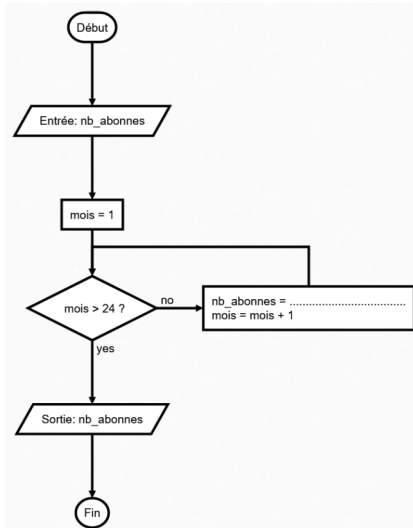 Début
Entrée: nb_abonnes
mois = 1
mois > 24 ?
no
nb_abonnes = ....................................
mois = mois + 1
yes
Sortie: nb_abonnes
Fin